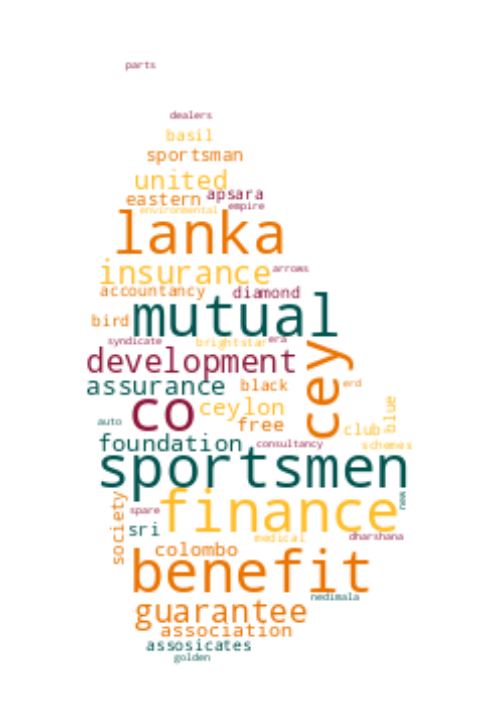 parts
dealers
basil
sportsman
united
eastern apsara
environmental empire
lanka
insurance arrows
accountancy diamond
bird mutual
syndicate brightstar era
development cey
assurance black erd
co ceylon blue
auto free club
foundation consultancy schemes
sportsmen
society finance new
spare
sri medical dharshana
colombo
benefit
nedimala
guarantee
association
assosicates
golden